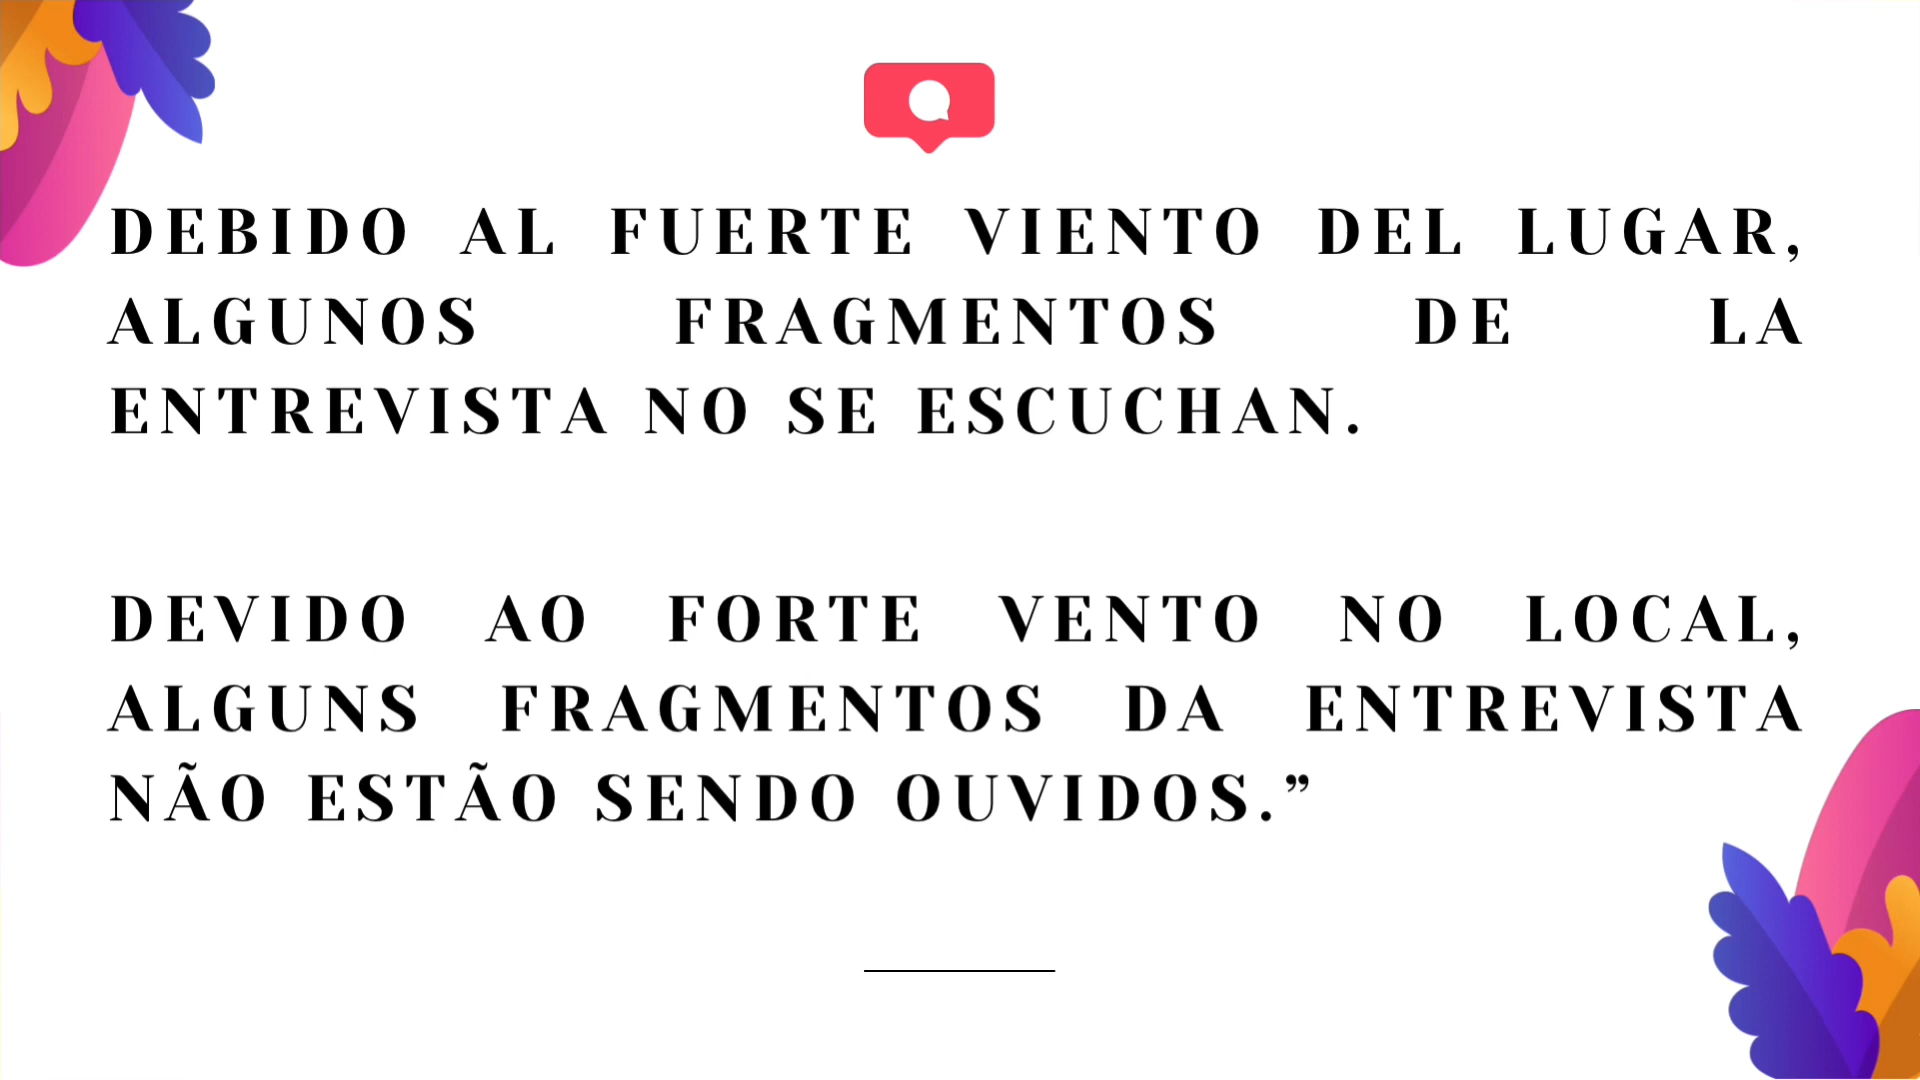 DEBIDO AL FUERTE VIENTO DEL LUGAR,
ALGUNOS FRAGMENTOS DE LA
ENTREVISTA NO SE ESCUCHAN.
DEVIDO AO FORTE VENTO NO LOCAL,
ALGUNS FRAGMENTOS DA ENTREVISTA
NÃO ESTÃO SENDO OUVIDOS.”